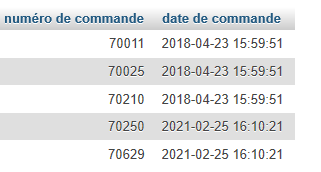 numéro de commande date de commande
70011 2018-04-23 15:59:51
70025 2018-04-23 15:59:51
70210 2018-04-23 15:59:51
70250 2021-02-25 16:10:21
70629 2021-02-25 16:10:21